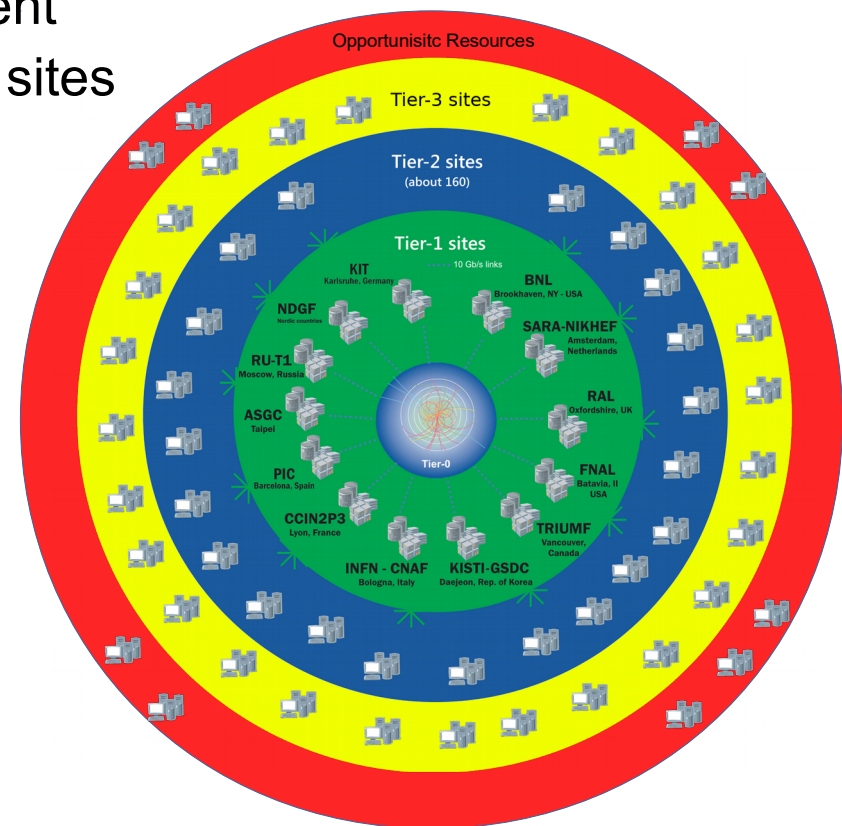 ent
sites
Opportunisitc Resources
Tier-3 sites
Tier-2 sites
(about 160)
Tier-1 sites
10 Gb/s links
KIT
Karlsruhe, Germany
BNL
Brookhaven, NY - USA
NDGF
Nordic countries
SARA-NIKHEF
Amsterdam,
Netherlands
RU-T1
Moscow, Russia
RAL
Oxfordshire, UK
ASGC
Taipei
Tier-0
FNAL
Batavia, Il
USA
PIC
Barcelona, Spain
CCIN2P3
Lyon, France
TRIUMF
Vancouver,
Canada
INFN - CNAF
Bologna, Italy
KISTI-GSDC
Daejeon, Rep. of Korea